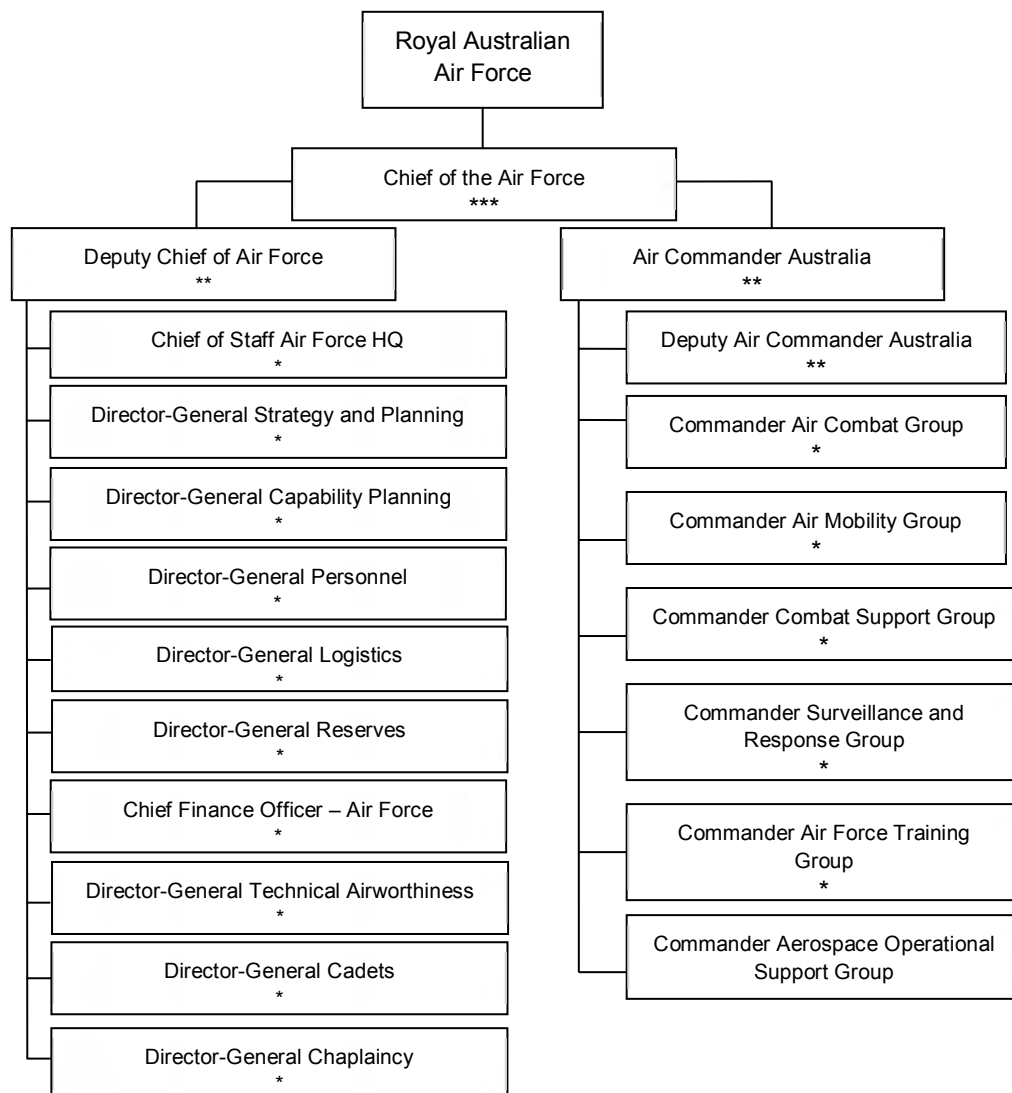 Royal Australian
Air Force
Chief of the Air Force
***
Deputy Chief of Air Force
**
Chief of Staff Air Force HQ
*
Director-General Strategy and Planning
*
Director-General Capability Planning
*
Director-General Personnel
*
Director-General Logistics
*
Director-General Reserves
*
Chief Finance Officer – Air Force
*
Director-General Technical Airworthiness
*
Director-General Cadets
*
Director-General Chaplaincy
*
Air Commander Australia
**
Deputy Air Commander Australia
**
Commander Air Combat Group
*
Commander Air Mobility Group
*
Commander Combat Support Group
*
Commander Surveillance and
Response Group
*
Commander Air Force Training
Group
*
Commander Aerospace Operational
Support Group